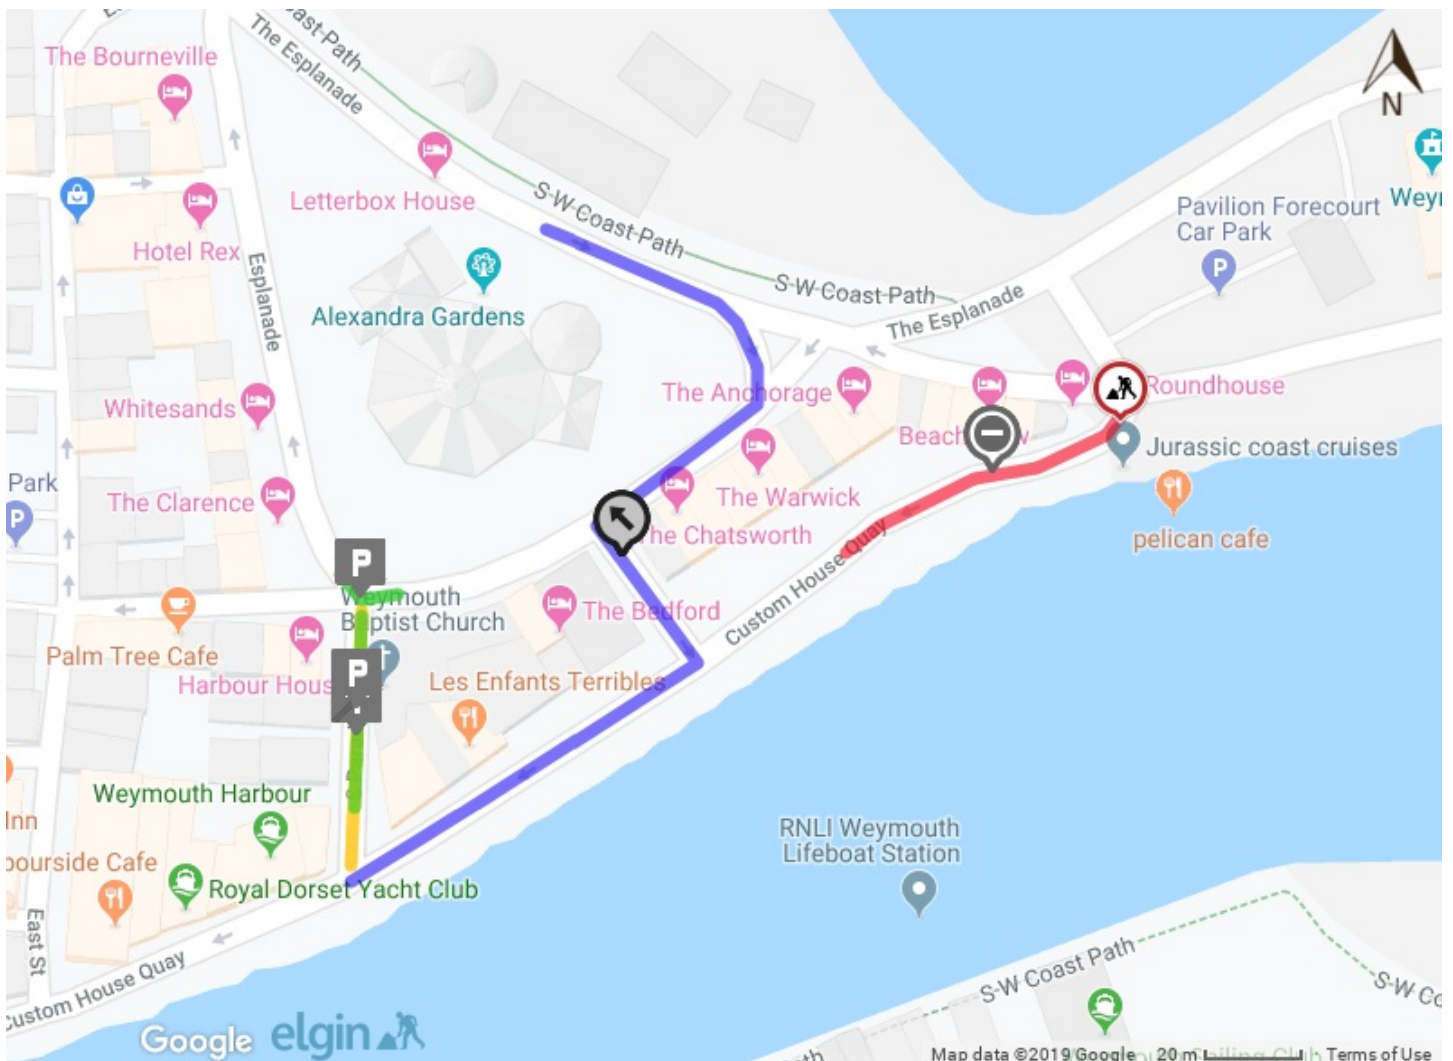 The Bourneville
The Esplanade
Coast Path
N
Letterbox House
S W Coast Path
Pavilion Forecourt
Car Park
P
Hotel Rex
Esplanade
Alexandra Gardens
S W Coast Path
The Esplanade
Whitesands
The Anchorage
Roundhouse
Jurassic coast cruises
Park
P
The Clarence
The Warwick
The Chatsworth
pelican cafe
P
Weymouth
Baptist Church
The Bedford
Custom House Quay
Palm Tree Cafe
P
Les Enfants Terribles
Weymouth Harbour
RNLI Weymouth
Lifeboat Station
Inn
Royal Dorset Yacht Club
East St
Custom House Quay
S W Coast Path
S W Co
Google elgin
Map data ©2019 Google 20 m Terms of Use